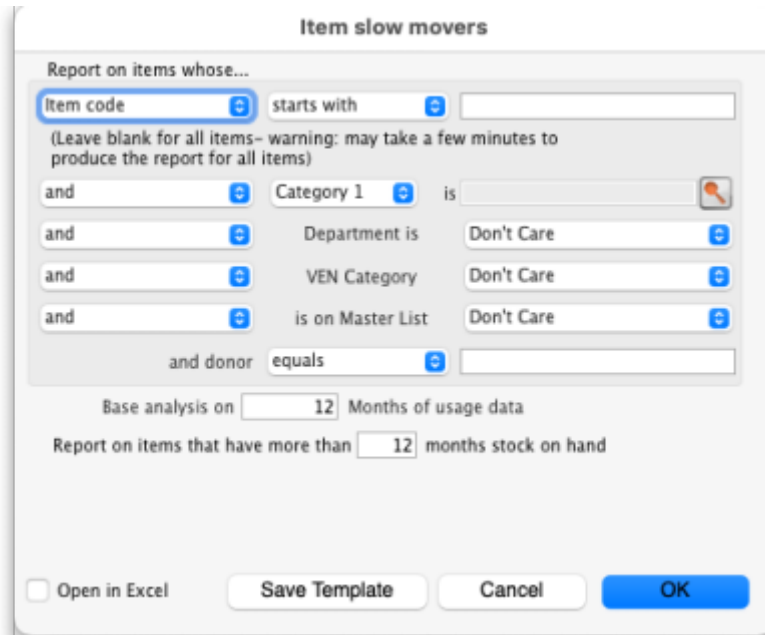 Item slow movers
Report on items whose...
Item code starts with
(Leave blank for all items- warning: may take a few minutes to
produce the report for all items)
and Category 1 is
and Department is Don't Care
and VEN Category Don't Care
and is on Master List Don't Care
and donor equals
Base analysis on 12 Months of usage data
Report on items that have more than 12 months stock on hand
Open in Excel Save Template Cancel OK